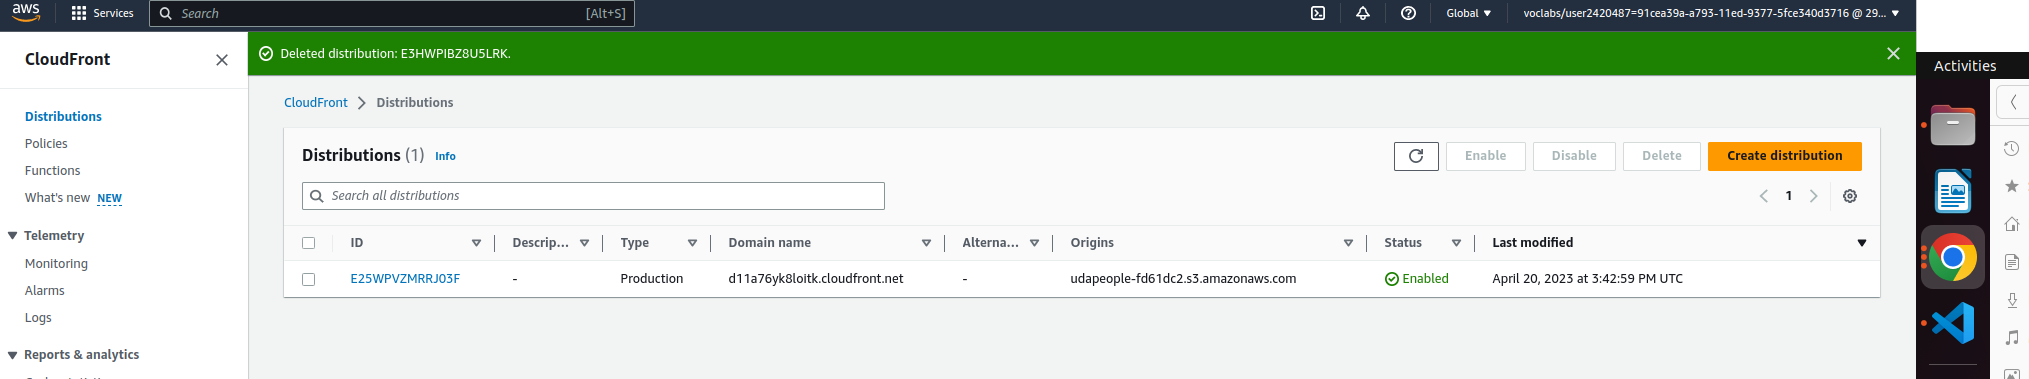 aws
Services
Search
[Alt+S]
Global
voclabs/user2420487=91cea39a-a793-11ed-9377-5fce340d3716 @ 29...
CloudFront
Deleted distribution: E3HWPIBZ8U5LRK.
Activities
CloudFront
Distributions
Distributions
Policies
Functions
What's new NEW
Telemetry
Monitoring
Alarms
Logs
Reports & analytics
Distributions (1) Info
Enable
Disable
Delete
Create distribution
Search all distributions
1
ID Descrip... Type Domain name Alterna... Origins Status Last modified
E25WPVZMRRJ03F - Production d11a76yk8loitk.cloudfront.net - udapeople-fd61dc2.s3.amazonaws.com Enabled April 20, 2023 at 3:42:59 PM UTC